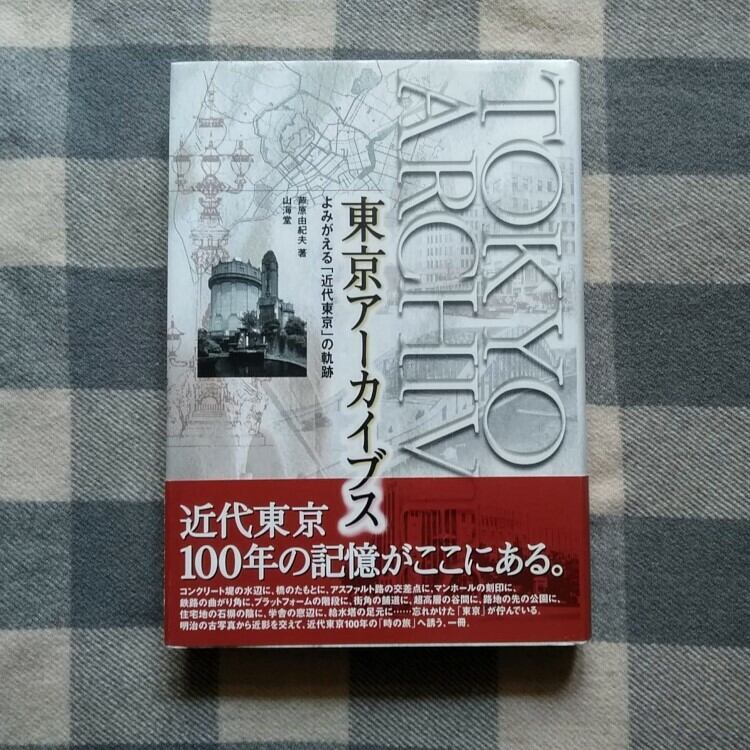 TOKYO
ARCHIV
東京アーカイブス
よみがえる「近代東京」の軌跡
芦原由紀夫 著
山海堂
近代東京
100年の記憶がここにある。
コンクリート堤の水辺に、橋のたもとに、アスファルト路の交差点に、マンホールの刻印に、
鉄路の曲がり角に、プラットフォームの階段に、街角の舗道に、超高層の谷間に、路地の先の公園に、
住宅地の石塀の陰に、学舎の窓辺に、給水塔の足元に……忘れかけた「東京」が佇んでいる。
明治の古写真から近影を交えて、近代東京100年の「時の旅」へ誘う、一冊。